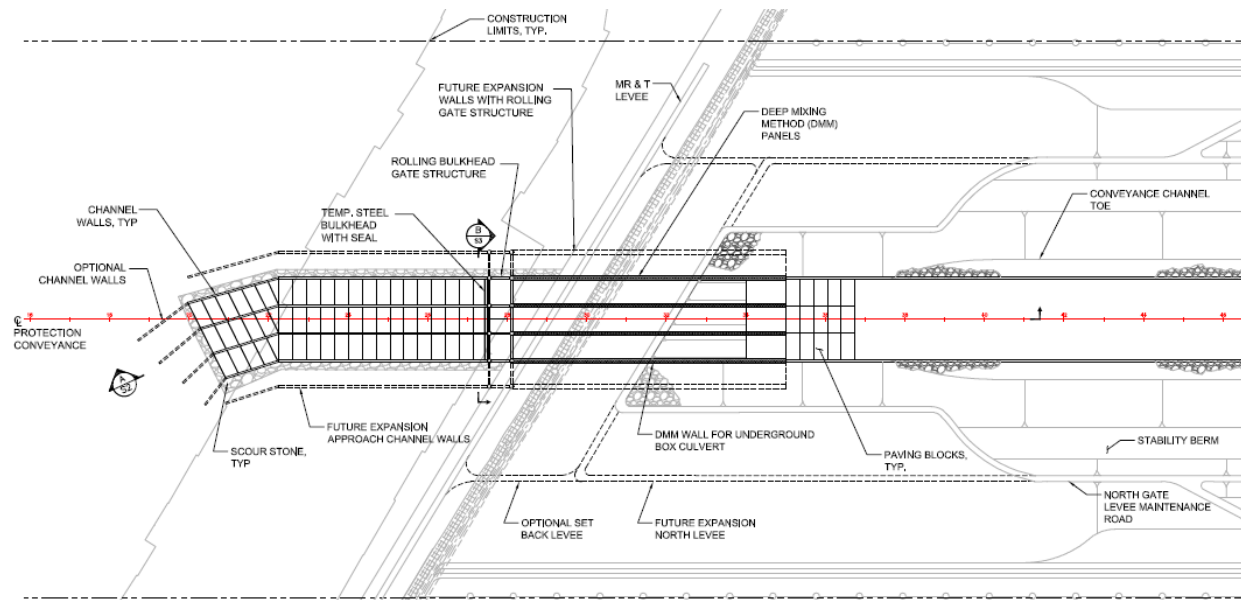 CONSTRUCTION
LIMITS, TYP.
FUTURE EXPANSION
WALLS WITH ROLLING
GATE STRUCTURE
MR & T
LEVEE
DEEP MIXING
METHOD (DMM)
PANELS
ROLLING BULKHEAD
GATE STRUCTURE
CONVEYANCE CHANNEL
TOE
CHANNEL
WALLS, TYP
TEMP. STEEL
BULKHEAD
WITH SEAL
B
S3
OPTIONAL
CHANNEL WALLS
PROTECTION
CONVEYANCE
A
S2
FUTURE EXPANSION
APPROACH CHANNEL WALLS
SCOUR STONE,
TYP
DMM WALL FOR UNDERGROUND
BOX CULVERT
PAVING BLOCKS,
TYP.
STABILITY BERM
OPTIONAL SET
BACK LEVEE
FUTURE EXPANSION
NORTH LEVEE
NORTH GATE
LEVEE MAINTENANCE
ROAD